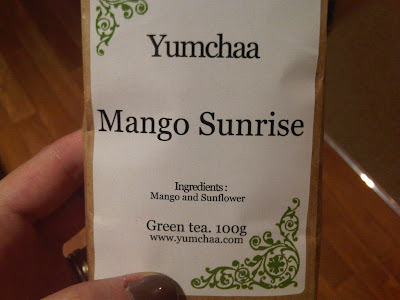 Yumchaa
Mango Sunrise
Ingredients :
Mango and Sunflower
Green tea. 100g
www.yumchaa.com